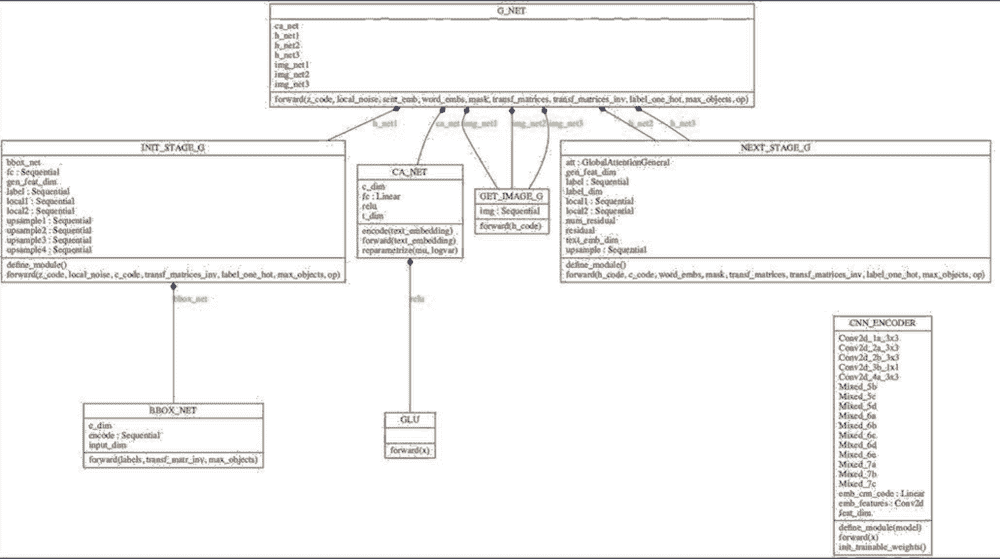 G_NET
ca_net
h_net1
h_net2
h_net3
img_net1
img_net2
img_net3
forward(z_code, local_noise, sent_emb, word_embs, mask, transf_matrices, transf_matrices_inv, label_one_hot, max_objects, op)
h_net1
ca_net
img_net1
img_net2
img_net3
h_net2
h_net3
INIT_STAGE_G
bbox_net
fc : Sequential
gen_feat_dim
label : Sequential
local1 : Sequential
local2 : Sequential
upsample1 : Sequential
upsample2 : Sequential
upsample3 : Sequential
upsample4 : Sequential
define_module()
forward(z_code, local_noise, c_code, transf_matrices_inv, label_one_hot, max_objects, op)
CA_NET
c_dim
fc : Linear
relu
t_dim
encode(text_embedding)
forward(text_embedding)
reparametrize(mu, logvar)
GET_IMAGE_G
img : Sequential
forward(h_code)
NEXT_STAGE_G
att : GlobalAttentionGeneral
gen_feat_dim
label : Sequential
label_dim
local1 : Sequential
local2 : Sequential
num_residual
residual
text_emb_dim
upsample : Sequential
define_module()
forward(h_code, c_code, word_embs, mask, transf_matrices, transf_matrices_inv, label_one_hot, max_objects, op)
bbox_net
relu
BBOX_NET
c_dim
encode : Sequential
input_dim
forward(labels, transf_matr_inv, max_objects)
GLU
forward(x)
CNN_ENCODER
Conv2d_1a_3x3
Conv2d_2a_3x3
Conv2d_2b_3x3
Conv2d_3b_1x1
Conv2d_4a_3x3
Mixed_5b
Mixed_5c
Mixed_5d
Mixed_6a
Mixed_6b
Mixed_6c
Mixed_6d
Mixed_6e
Mixed_7a
Mixed_7b
Mixed_7c
emb_cnn_code : Linear
emb_features : Conv2d
feat_dim
define_module(model)
forward(x)
init_trainable_weights()